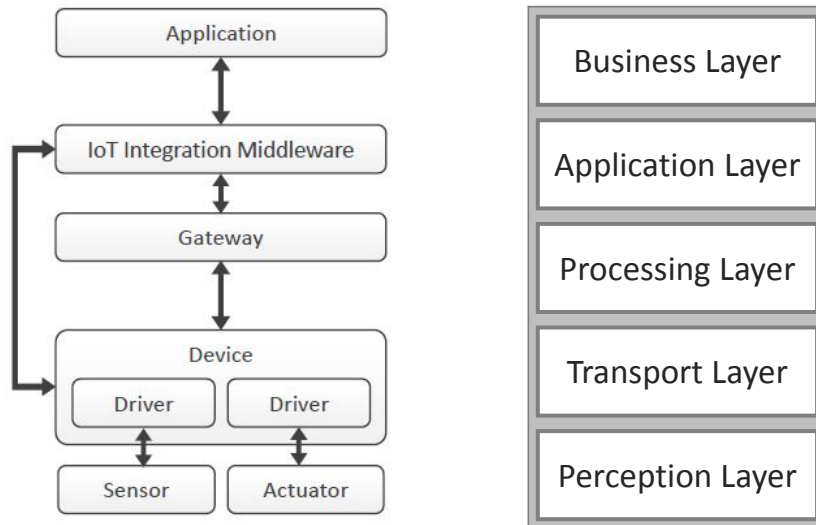 Application
IoT Integration Middleware
Gateway
Device
Driver Driver
Sensor Actuator
Business Layer
Application Layer
Processing Layer
Transport Layer
Perception Layer